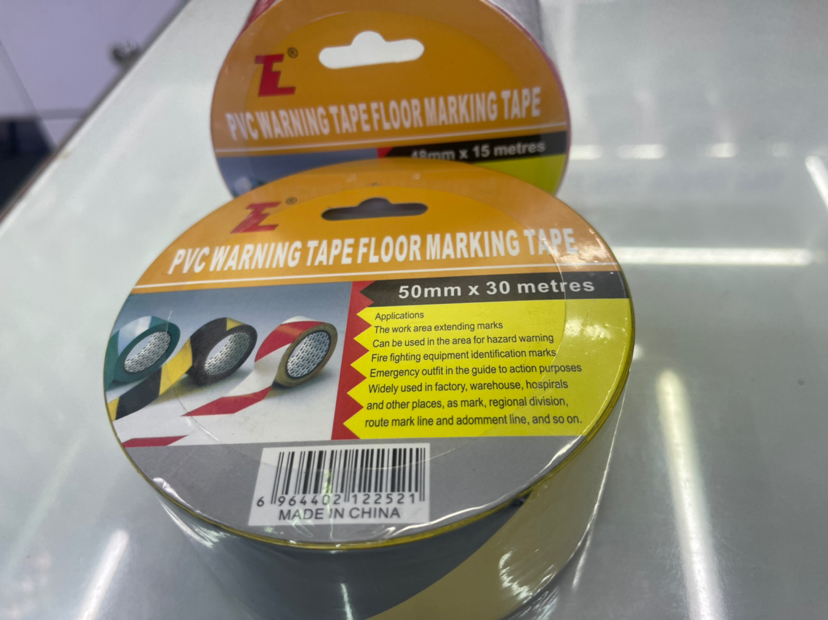 TL®
PVC WARNING TAPE FLOOR MARKING TAPE
48mm x 15 metres
TL®
PVC WARNING TAPE FLOOR MARKING TAPE
50mm x 30 metres
Applications
The work area extending marks
Can be used in the area for hazard warning
Fire fighting equipment identification marks
Emergency outfit in the guide to action purposes
Widely used in factory, warehouse, hospirals
and other places, as mark, regional division,
route mark line and adomment line, and so on.
6 964402 122521
MADE IN CHINA